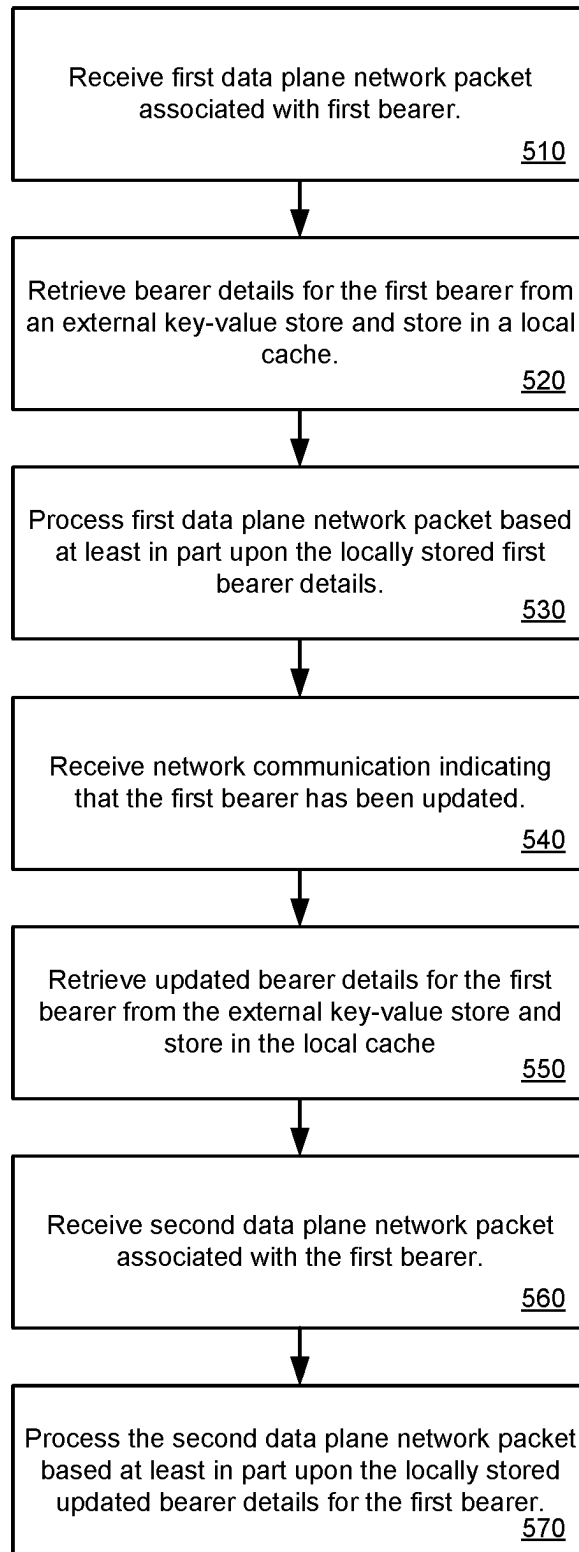 Receive first data plane network packet
associated with first bearer.
510
Retrieve bearer details for the first bearer from
an external key-value store and store in a local
cache.
520
Process first data plane network packet based
at least in part upon the locally stored first
bearer details.
530
Receive network communication indicating
that the first bearer has been updated.
540
Retrieve updated bearer details for the first
bearer from the external key-value store and
store in the local cache
550
Receive second data plane network packet
associated with the first bearer.
560
Process the second data plane network packet
based at least in part upon the locally stored
updated bearer details for the first bearer.
570